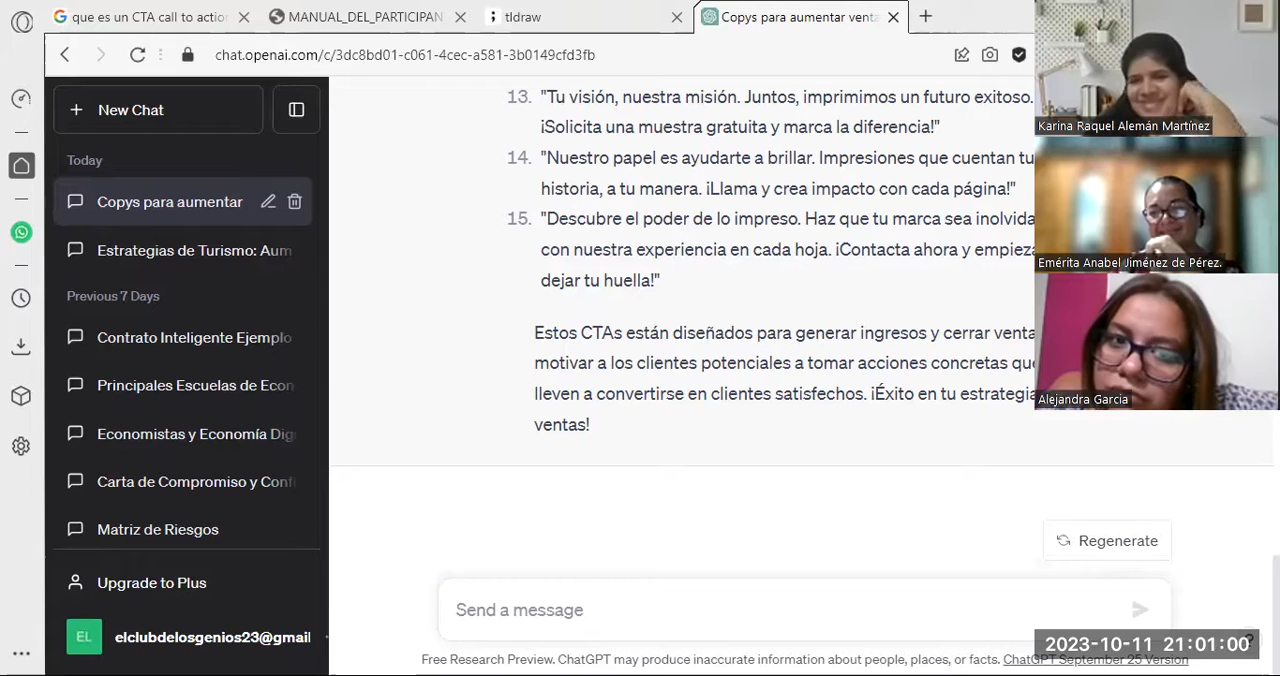 que es un CTA call to action
MANUAL_DEL_PARTICIPAN
tldraw
Copys para aumentar venta
chat.openai.com/c/3dc8bd01-c061-4cec-a581-3b0149cfd3fb
New Chat
Today
Copys para aumentar
Estrategias de Turismo: Aum
Previous 7 Days
Contrato Inteligente Ejemplo
Principales Escuelas de Econ
Economistas y Economía Dig
Carta de Compromiso y Conf
Matriz de Riesgos
Upgrade to Plus
EL
elclubdelosgenios23@gmail
13. "Tu visión, nuestra misión. Juntos, imprimimos un futuro exitoso.
¡Solicita una muestra gratuita y marca la diferencia!"
14. "Nuestro papel es ayudarte a brillar. Impresiones que cuentan tu
historia, a tu manera. ¡Llama y crea impacto con cada página!"
15. "Descubre el poder de lo impreso. Haz que tu marca sea inolvida
con nuestra experiencia en cada hoja. ¡Contacta ahora y empieza
dejar tu huella!"
Estos CTAs están diseñados para generar ingresos y cerrar venta
motivar a los clientes potenciales a tomar acciones concretas que
lleven a convertirse en clientes satisfechos. ¡Éxito en tu estrategia
ventas!
Regenerate
Send a message
Free Research Preview. ChatGPT may produce inaccurate information about people, places, or facts. ChatGPT September 25 Version
Karina Raquel Alemán Martínez
Emérita Anabel Jiménez de Pérez.
Alejandra Garcia
2023-10-11 21:01:00